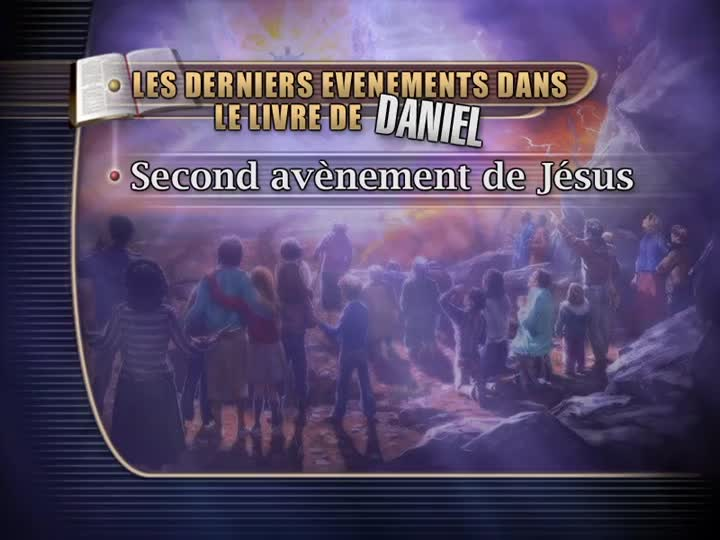 LES DERNIERS EVENEMENTS DANS
LE LIVRE DE DANIEL
Second avènement de Jésus